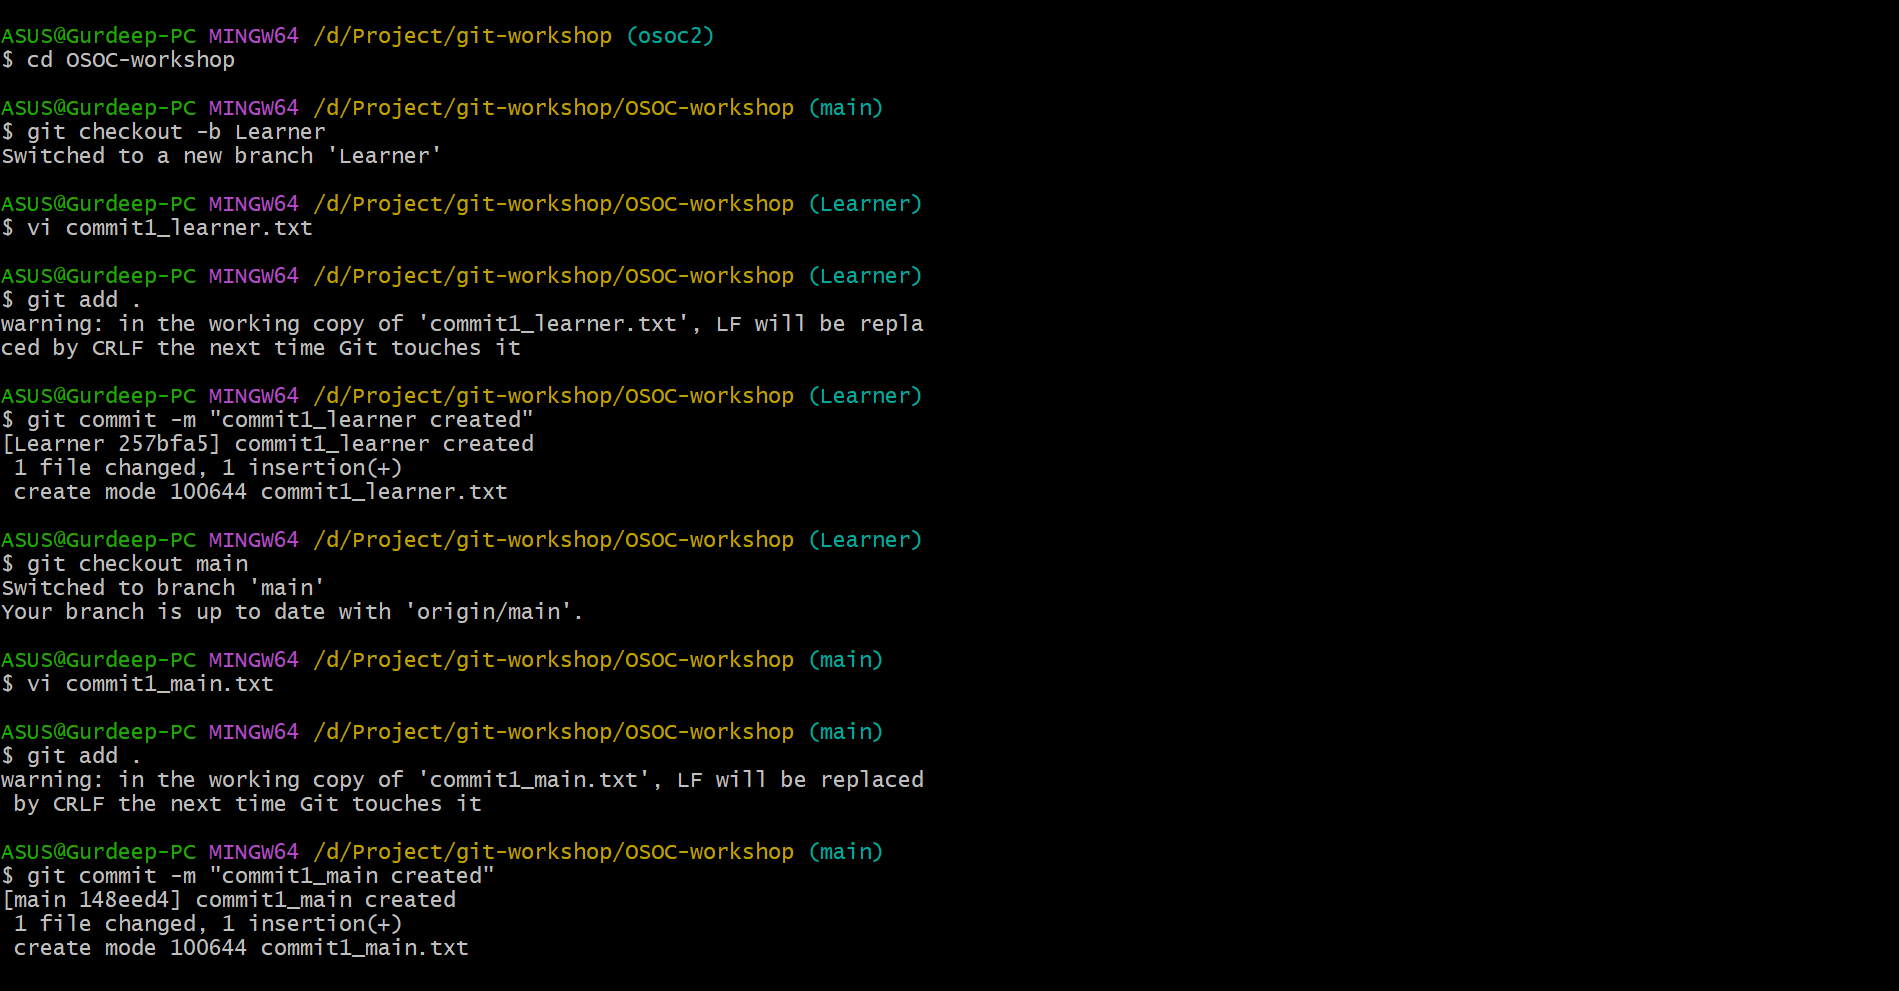 ASUS@Gurdeep-PC MINGW64 /d/Project/git-workshop (osoc2)
$ cd OSOC-workshop
ASUS@Gurdeep-PC MINGW64 /d/Project/git-workshop/OSOC-workshop (main)
$ git checkout -b Learner
Switched to a new branch 'Learner'
ASUS@Gurdeep-PC MINGW64 /d/Project/git-workshop/OSOC-workshop (Learner)
$ vi commit1_learner.txt
ASUS@Gurdeep-PC MINGW64 /d/Project/git-workshop/OSOC-workshop (Learner)
$ git add .
warning: in the working copy of 'commit1_learner.txt', LF will be repla
ced by CRLF the next time Git touches it
ASUS@Gurdeep-PC MINGW64 /d/Project/git-workshop/OSOC-workshop (Learner)
$ git commit -m "commit1_learner created"
[Learner 257bfa5] commit1_learner created
 1 file changed, 1 insertion(+)
 create mode 100644 commit1_learner.txt
ASUS@Gurdeep-PC MINGW64 /d/Project/git-workshop/OSOC-workshop (Learner)
$ git checkout main
Switched to branch 'main'
Your branch is up to date with 'origin/main'.
ASUS@Gurdeep-PC MINGW64 /d/Project/git-workshop/OSOC-workshop (main)
$ vi commit1_main.txt
ASUS@Gurdeep-PC MINGW64 /d/Project/git-workshop/OSOC-workshop (main)
$ git add .
warning: in the working copy of 'commit1_main.txt', LF will be replaced
 by CRLF the next time Git touches it
ASUS@Gurdeep-PC MINGW64 /d/Project/git-workshop/OSOC-workshop (main)
$ git commit -m "commit1_main created"
[main 148eed4] commit1_main created
 1 file changed, 1 insertion(+)
 create mode 100644 commit1_main.txt